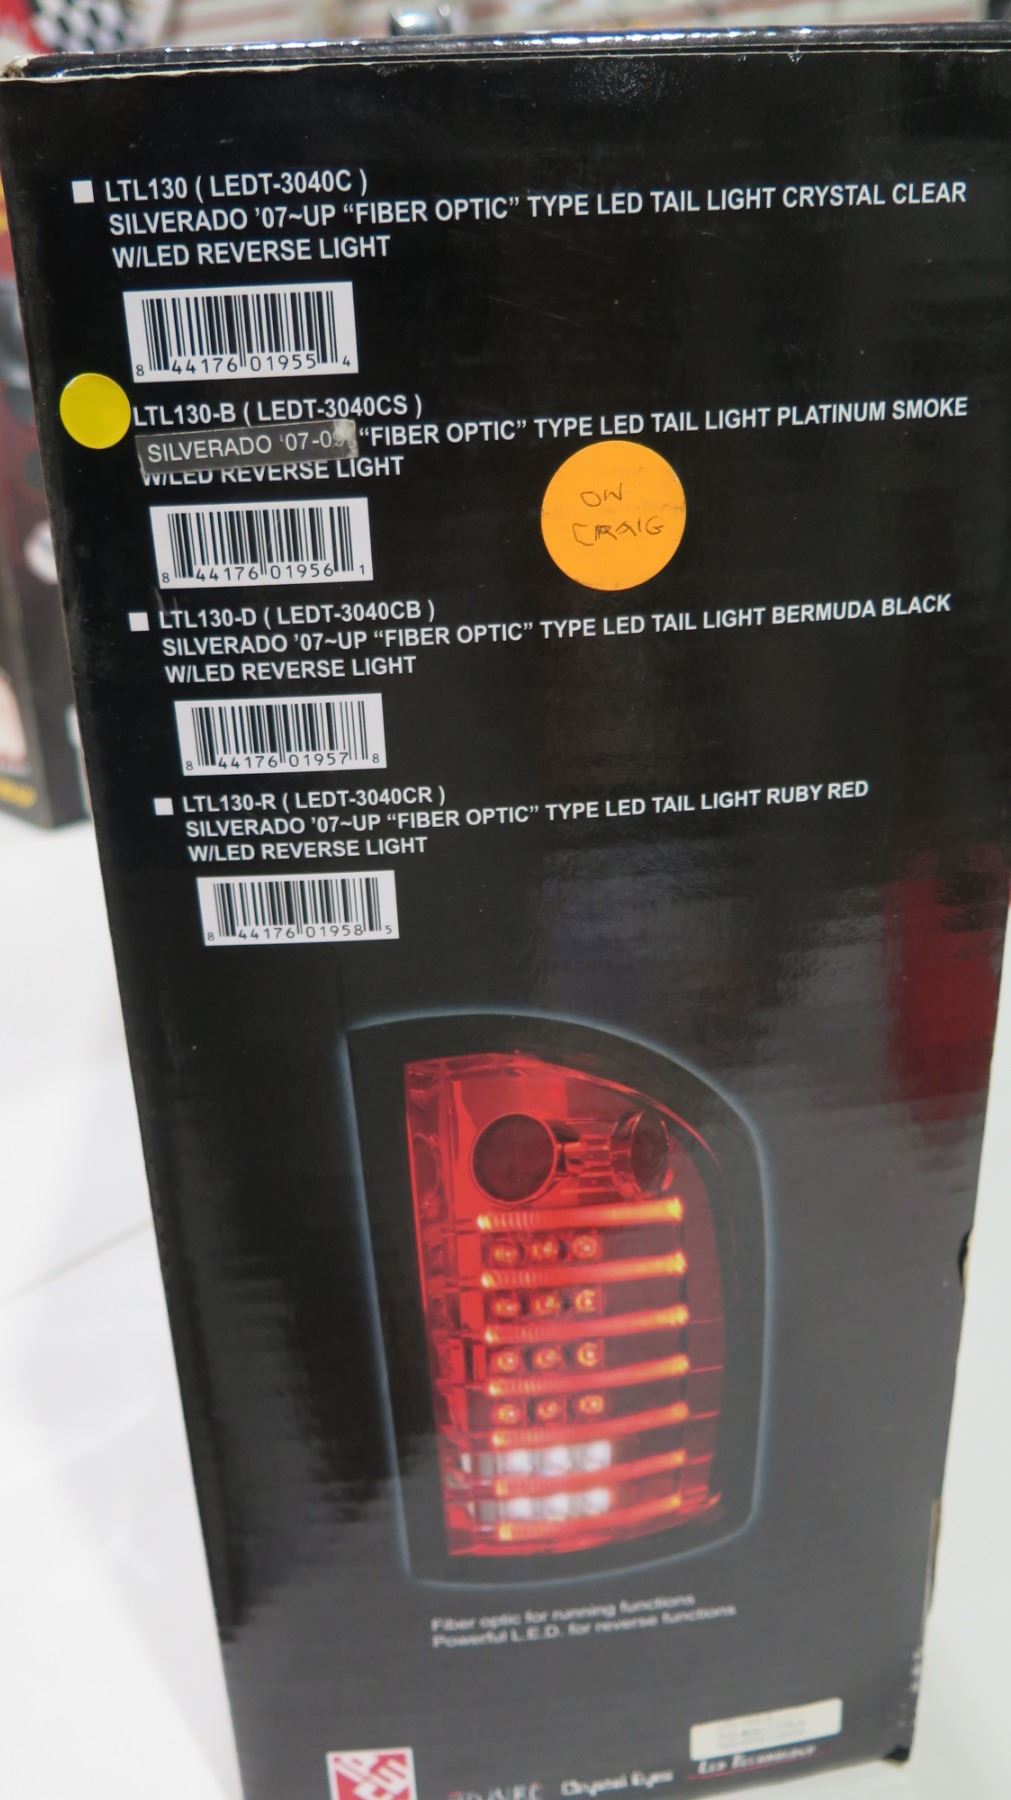 LTL130 ( LEDT-3040C )
SILVERADO '07~UP “FIBER OPTIC” TYPE LED TAIL LIGHT CRYSTAL CLEAR
W/LED REVERSE LIGHT
8 44176 01955 4
LTL130-B ( LEDT-3040CS )
SILVERADO '07-0 “FIBER OPTIC” TYPE LED TAIL LIGHT PLATINUM SMOKE
W/LED REVERSE LIGHT
8 44176 01956 1
OW
CRAIG
LTL130-D ( LEDT-3040CB )
SILVERADO '07~UP “FIBER OPTIC” TYPE LED TAIL LIGHT BERMUDA BLACK
W/LED REVERSE LIGHT
8 44176 01957 8
LTL130-R ( LEDT-3040CR )
SILVERADO '07~UP “FIBER OPTIC” TYPE LED TAIL LIGHT RUBY RED
W/LED REVERSE LIGHT
8 44176 01958 5
Fiber optic for running functions
Powerful L.E.D. for reverse functions
Crystal Eyes
LED TECHNOLOGY